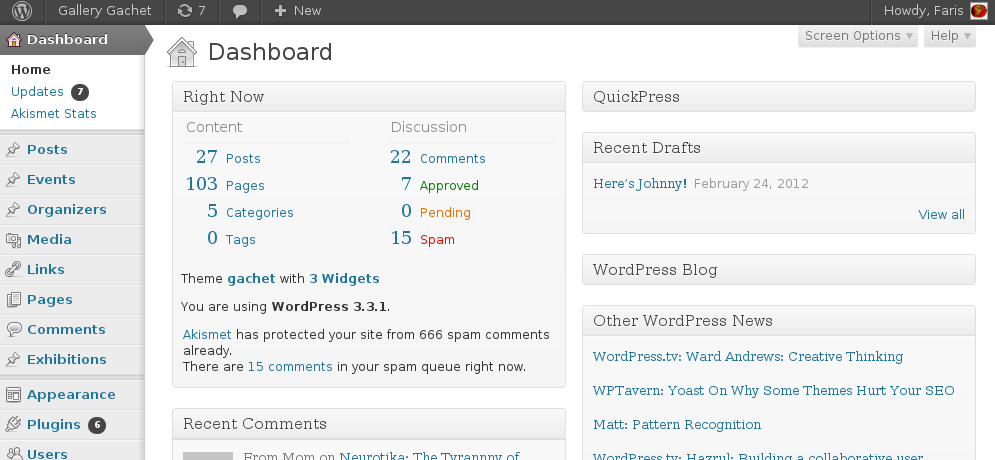 Gallery Gachet 7 + New Howdy, Faris
Dashboard
Home
Updates 7
Akismet Stats
Posts
Events
Organizers
Media
Links
Pages
Comments
Exhibitions
Appearance
Plugins 6
Users
Screen Options Help
Dashboard
Right Now
Content
27 Posts
103 Pages
5 Categories
0 Tags
Discussion
22 Comments
7 Approved
0 Pending
15 Spam
Theme gachet with 3 Widgets
You are using WordPress 3.3.1.
Akismet has protected your site from 666 spam comments
already.
There are 15 comments in your spam queue right now.
Recent Comments
From Mom on Neurotika: The Tyrannny of
QuickPress
Recent Drafts
Here's Johnny! February 24, 2012
View all
WordPress Blog
Other WordPress News
WordPress.tv: Ward Andrews: Creative Thinking
WPTavern: Yoast On Why Some Themes Hurt Your SEO
Matt: Pattern Recognition
WordPress.tv: Hazrul: Building a collaborative user